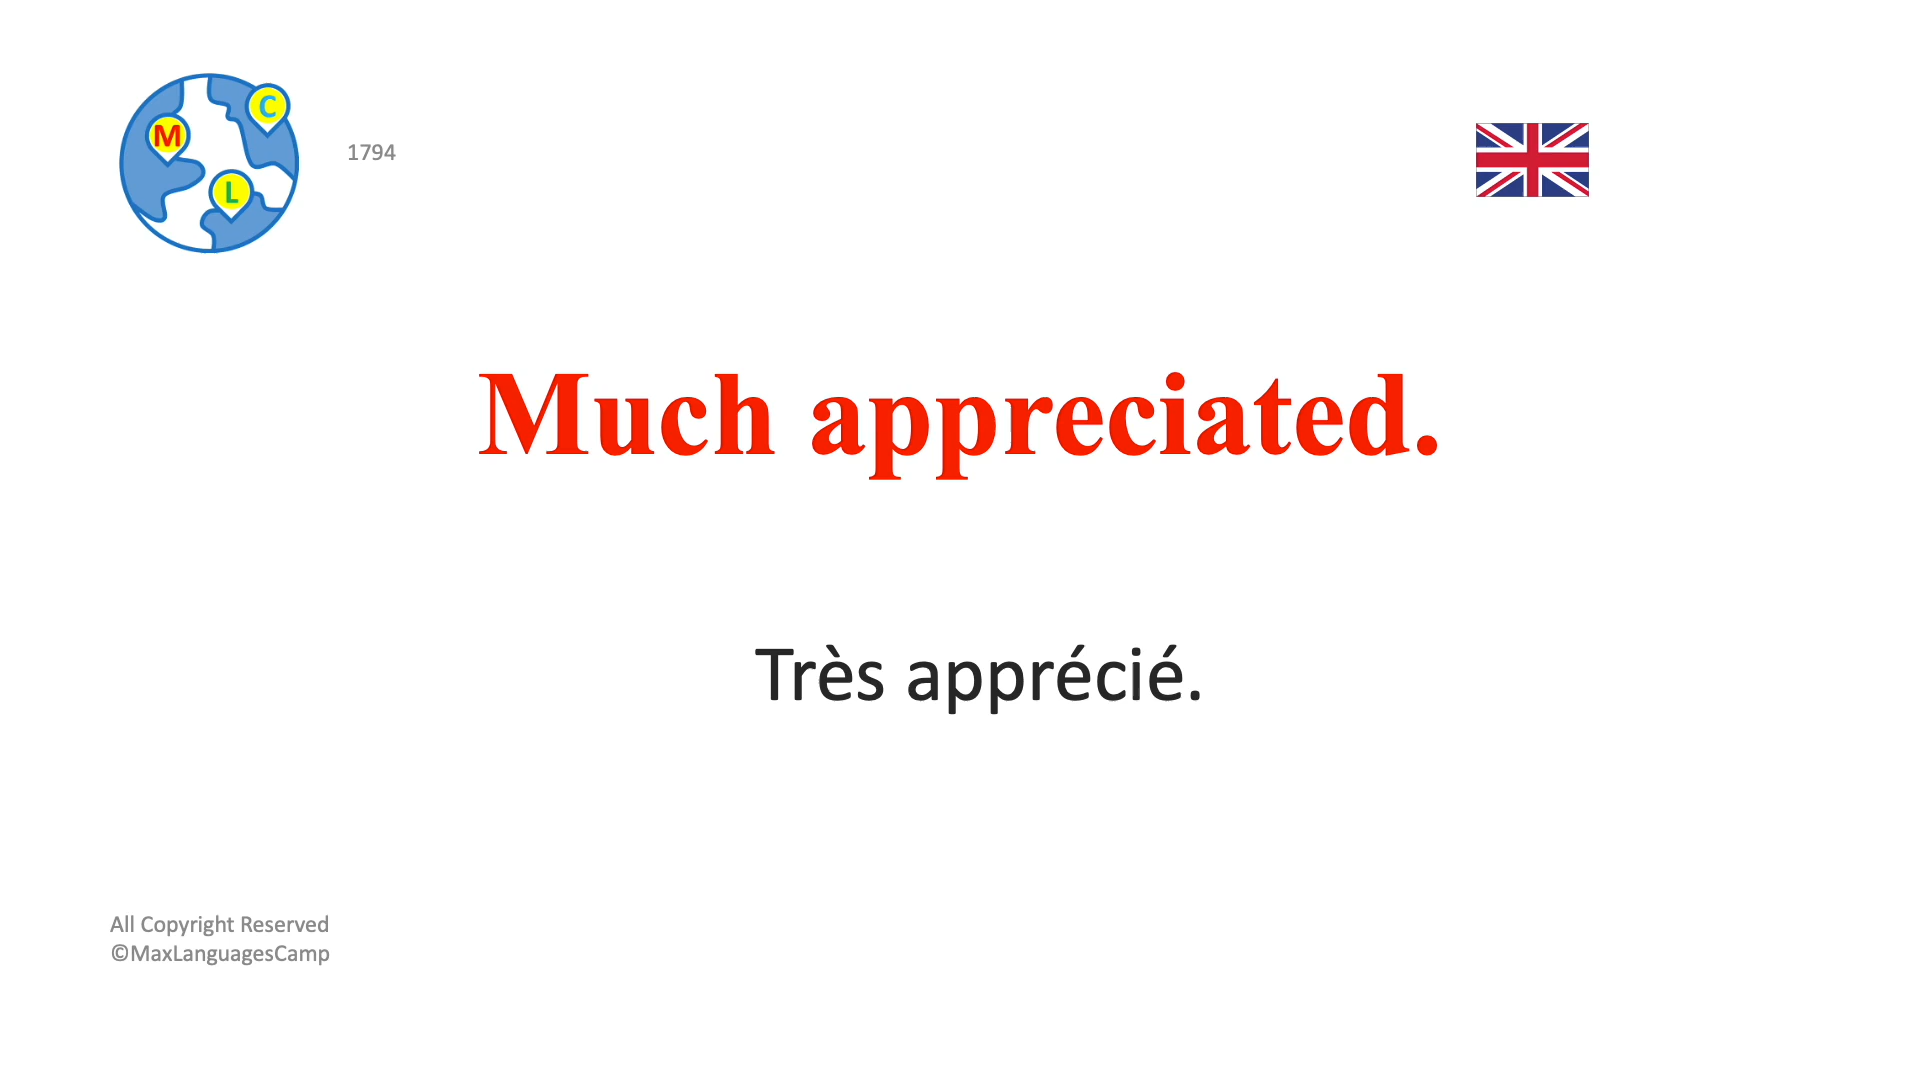 M
C
L
1794
Much appreciated.
Très apprécié.
All Copyright Reserved
©MaxLanguagesCamp